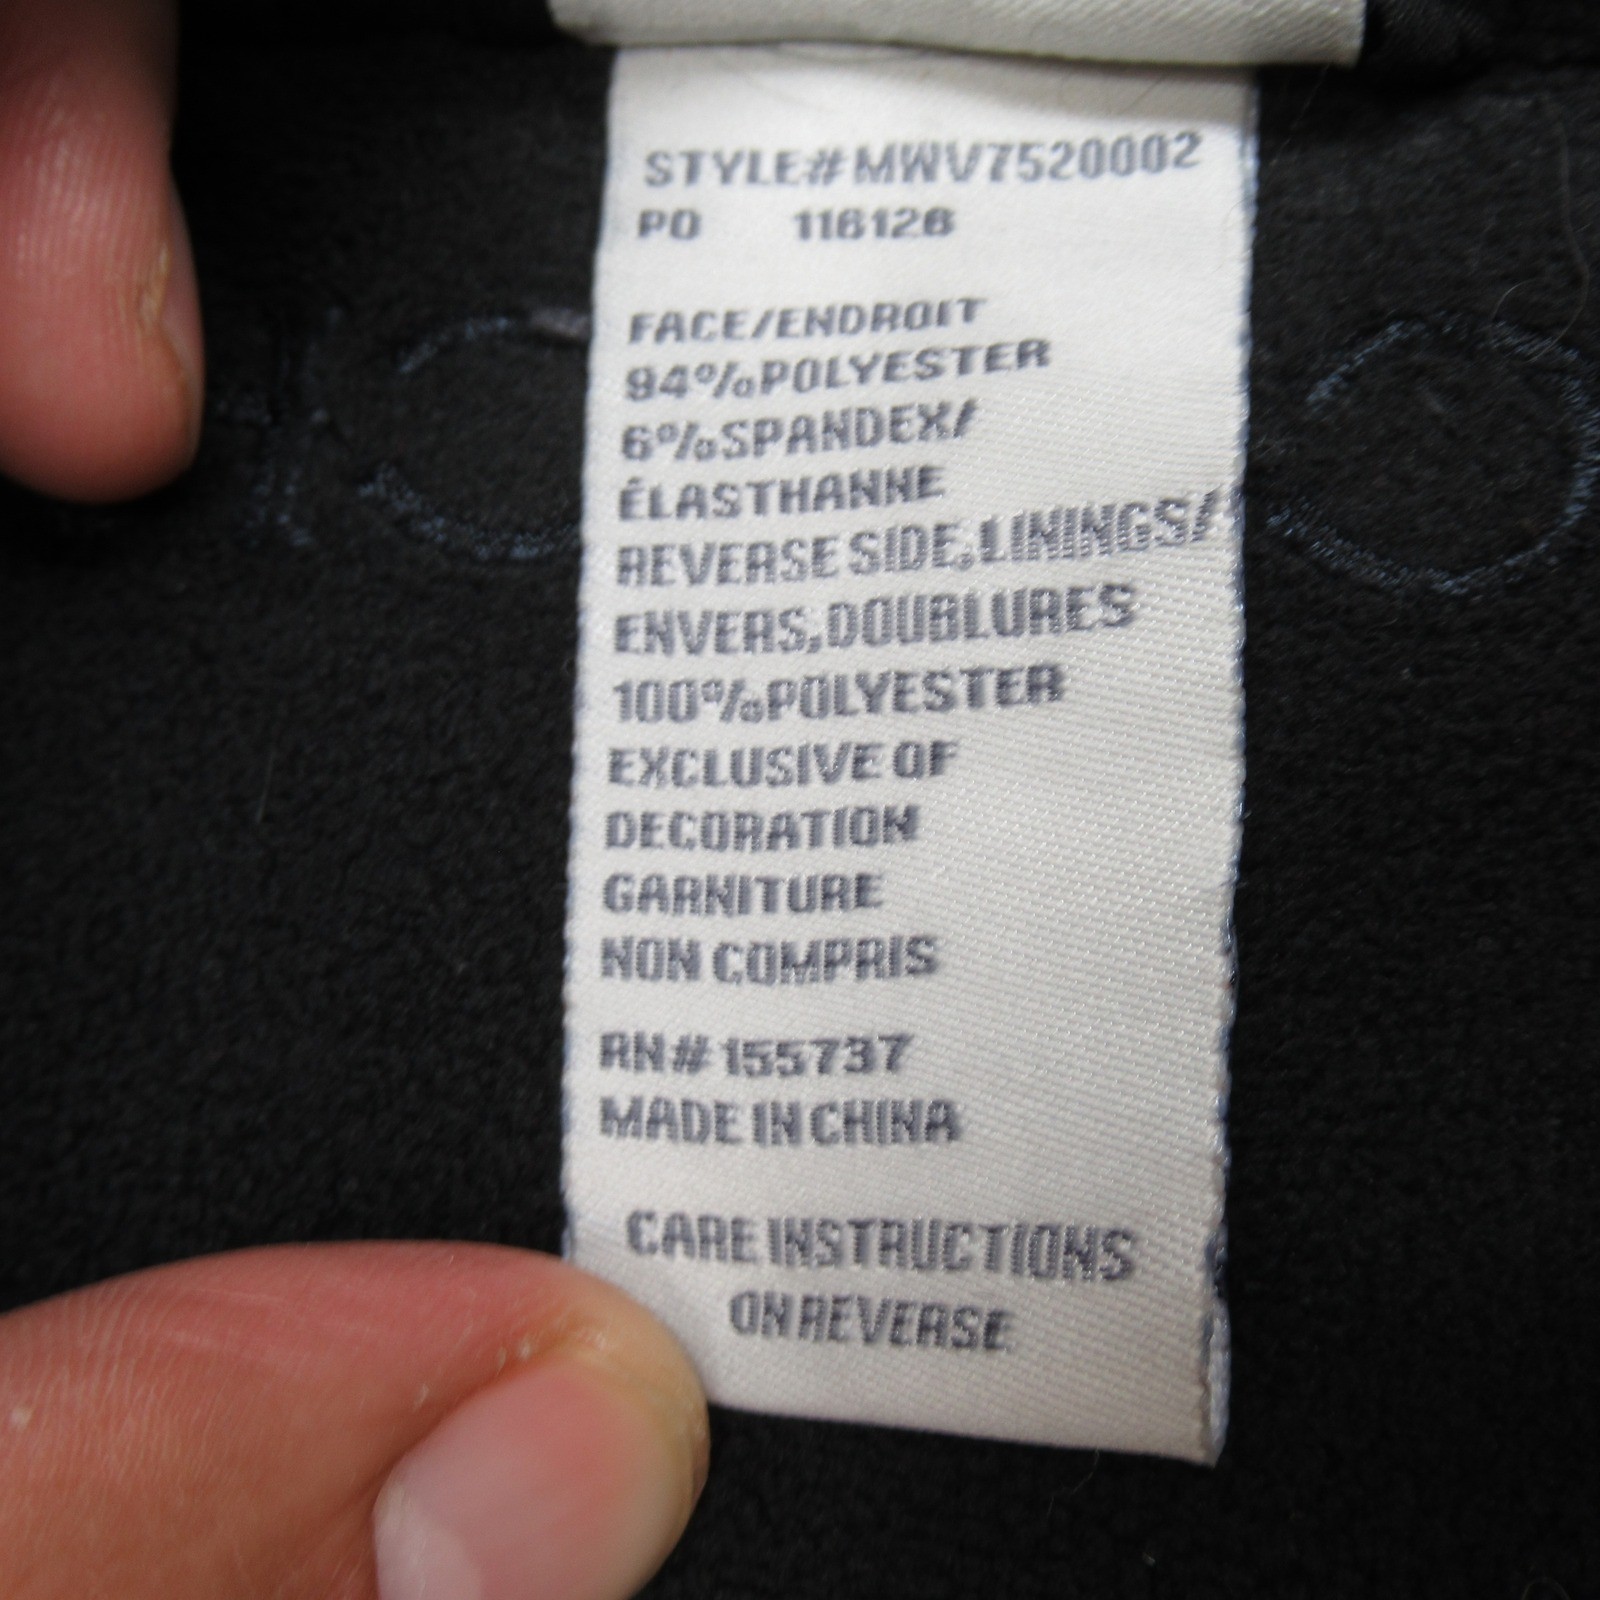 STYLE#MWV7520002
PO 116126
FACE/ENDROIT
94%POLYESTER
6%SPANDEX/
ÉLASTHANNE
REVERSE SIDE,LININGS/
ENVERS,DOUBLURES
100%POLYESTER
EXCLUSIVE OF
DECORATION
GARNITURE
NON COMPRIS
RN#155737
MADE IN CHINA
CARE INSTRUCTIONS
ON REVERSE